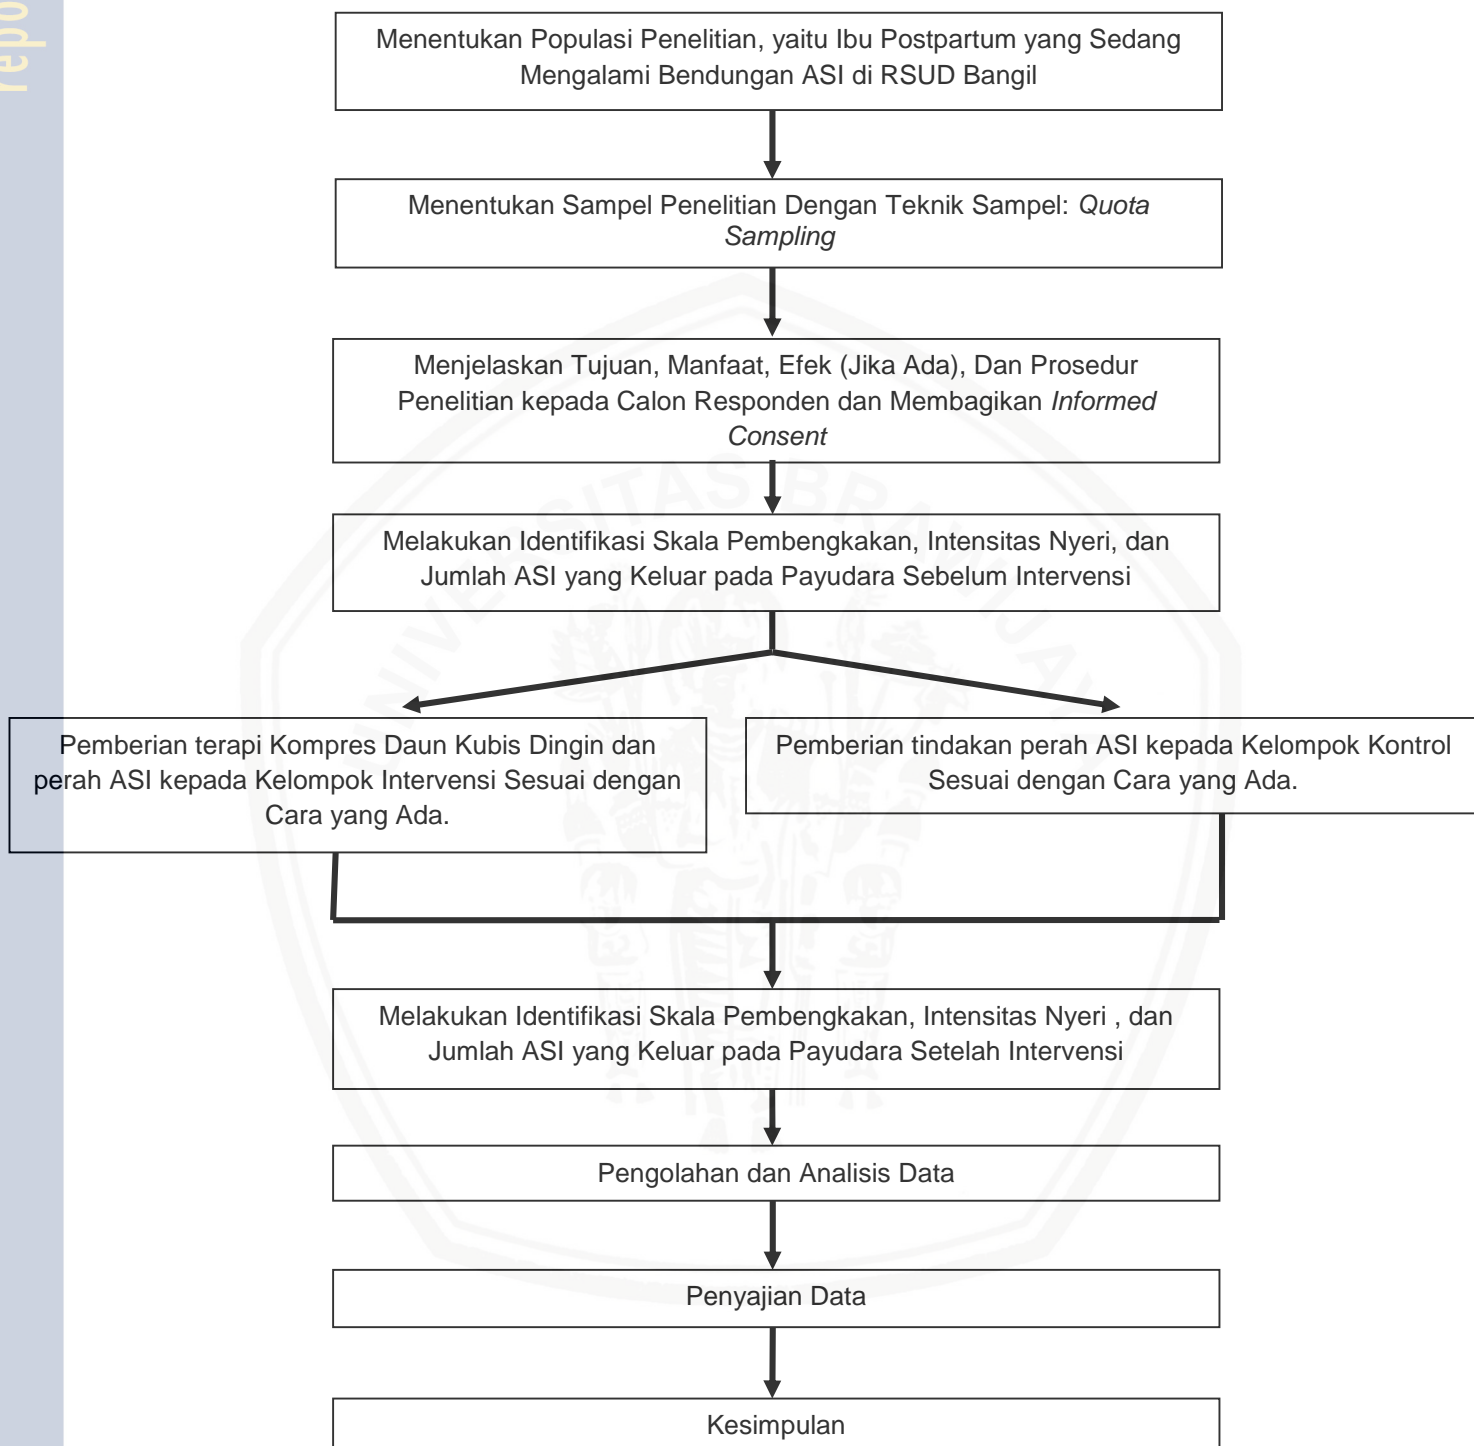 repo
Menentukan Populasi Penelitian, yaitu Ibu Postpartum yang Sedang
Mengalami Bendungan ASI di RSUD Bangil
Menentukan Sampel Penelitian Dengan Teknik Sampel: Quota
Sampling
Menjelaskan Tujuan, Manfaat, Efek (Jika Ada), Dan Prosedur
Penelitian kepada Calon Responden dan Membagikan Informed
Consent
UNIVERSITAS BRAWIJAYA
Melakukan Identifikasi Skala Pembengkakan, Intensitas Nyeri, dan
Jumlah ASI yang Keluar pada Payudara Sebelum Intervensi
Pemberian terapi Kompres Daun Kubis Dingin dan
perah ASI kepada Kelompok Intervensi Sesuai dengan
Cara yang Ada.
Pemberian tindakan perah ASI kepada Kelompok Kontrol
Sesuai dengan Cara yang Ada.
Melakukan Identifikasi Skala Pembengkakan, Intensitas Nyeri , dan
Jumlah ASI yang Keluar pada Payudara Setelah Intervensi
Pengolahan dan Analisis Data
Penyajian Data
Kesimpulan